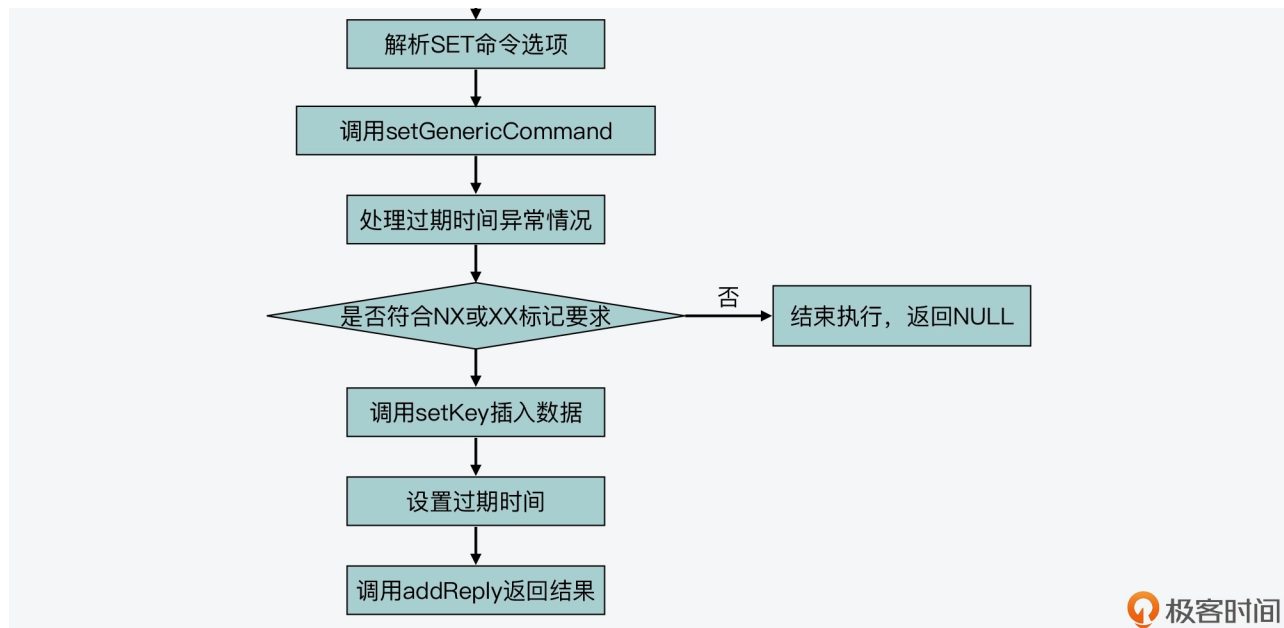 解析SET命令选项
调用setGenericCommand
处理过期时间异常情况
是否符合NX或XX标记要求
否
结束执行，返回NULL
调用setKey插入数据
设置过期时间
调用addReply返回结果
极客时间